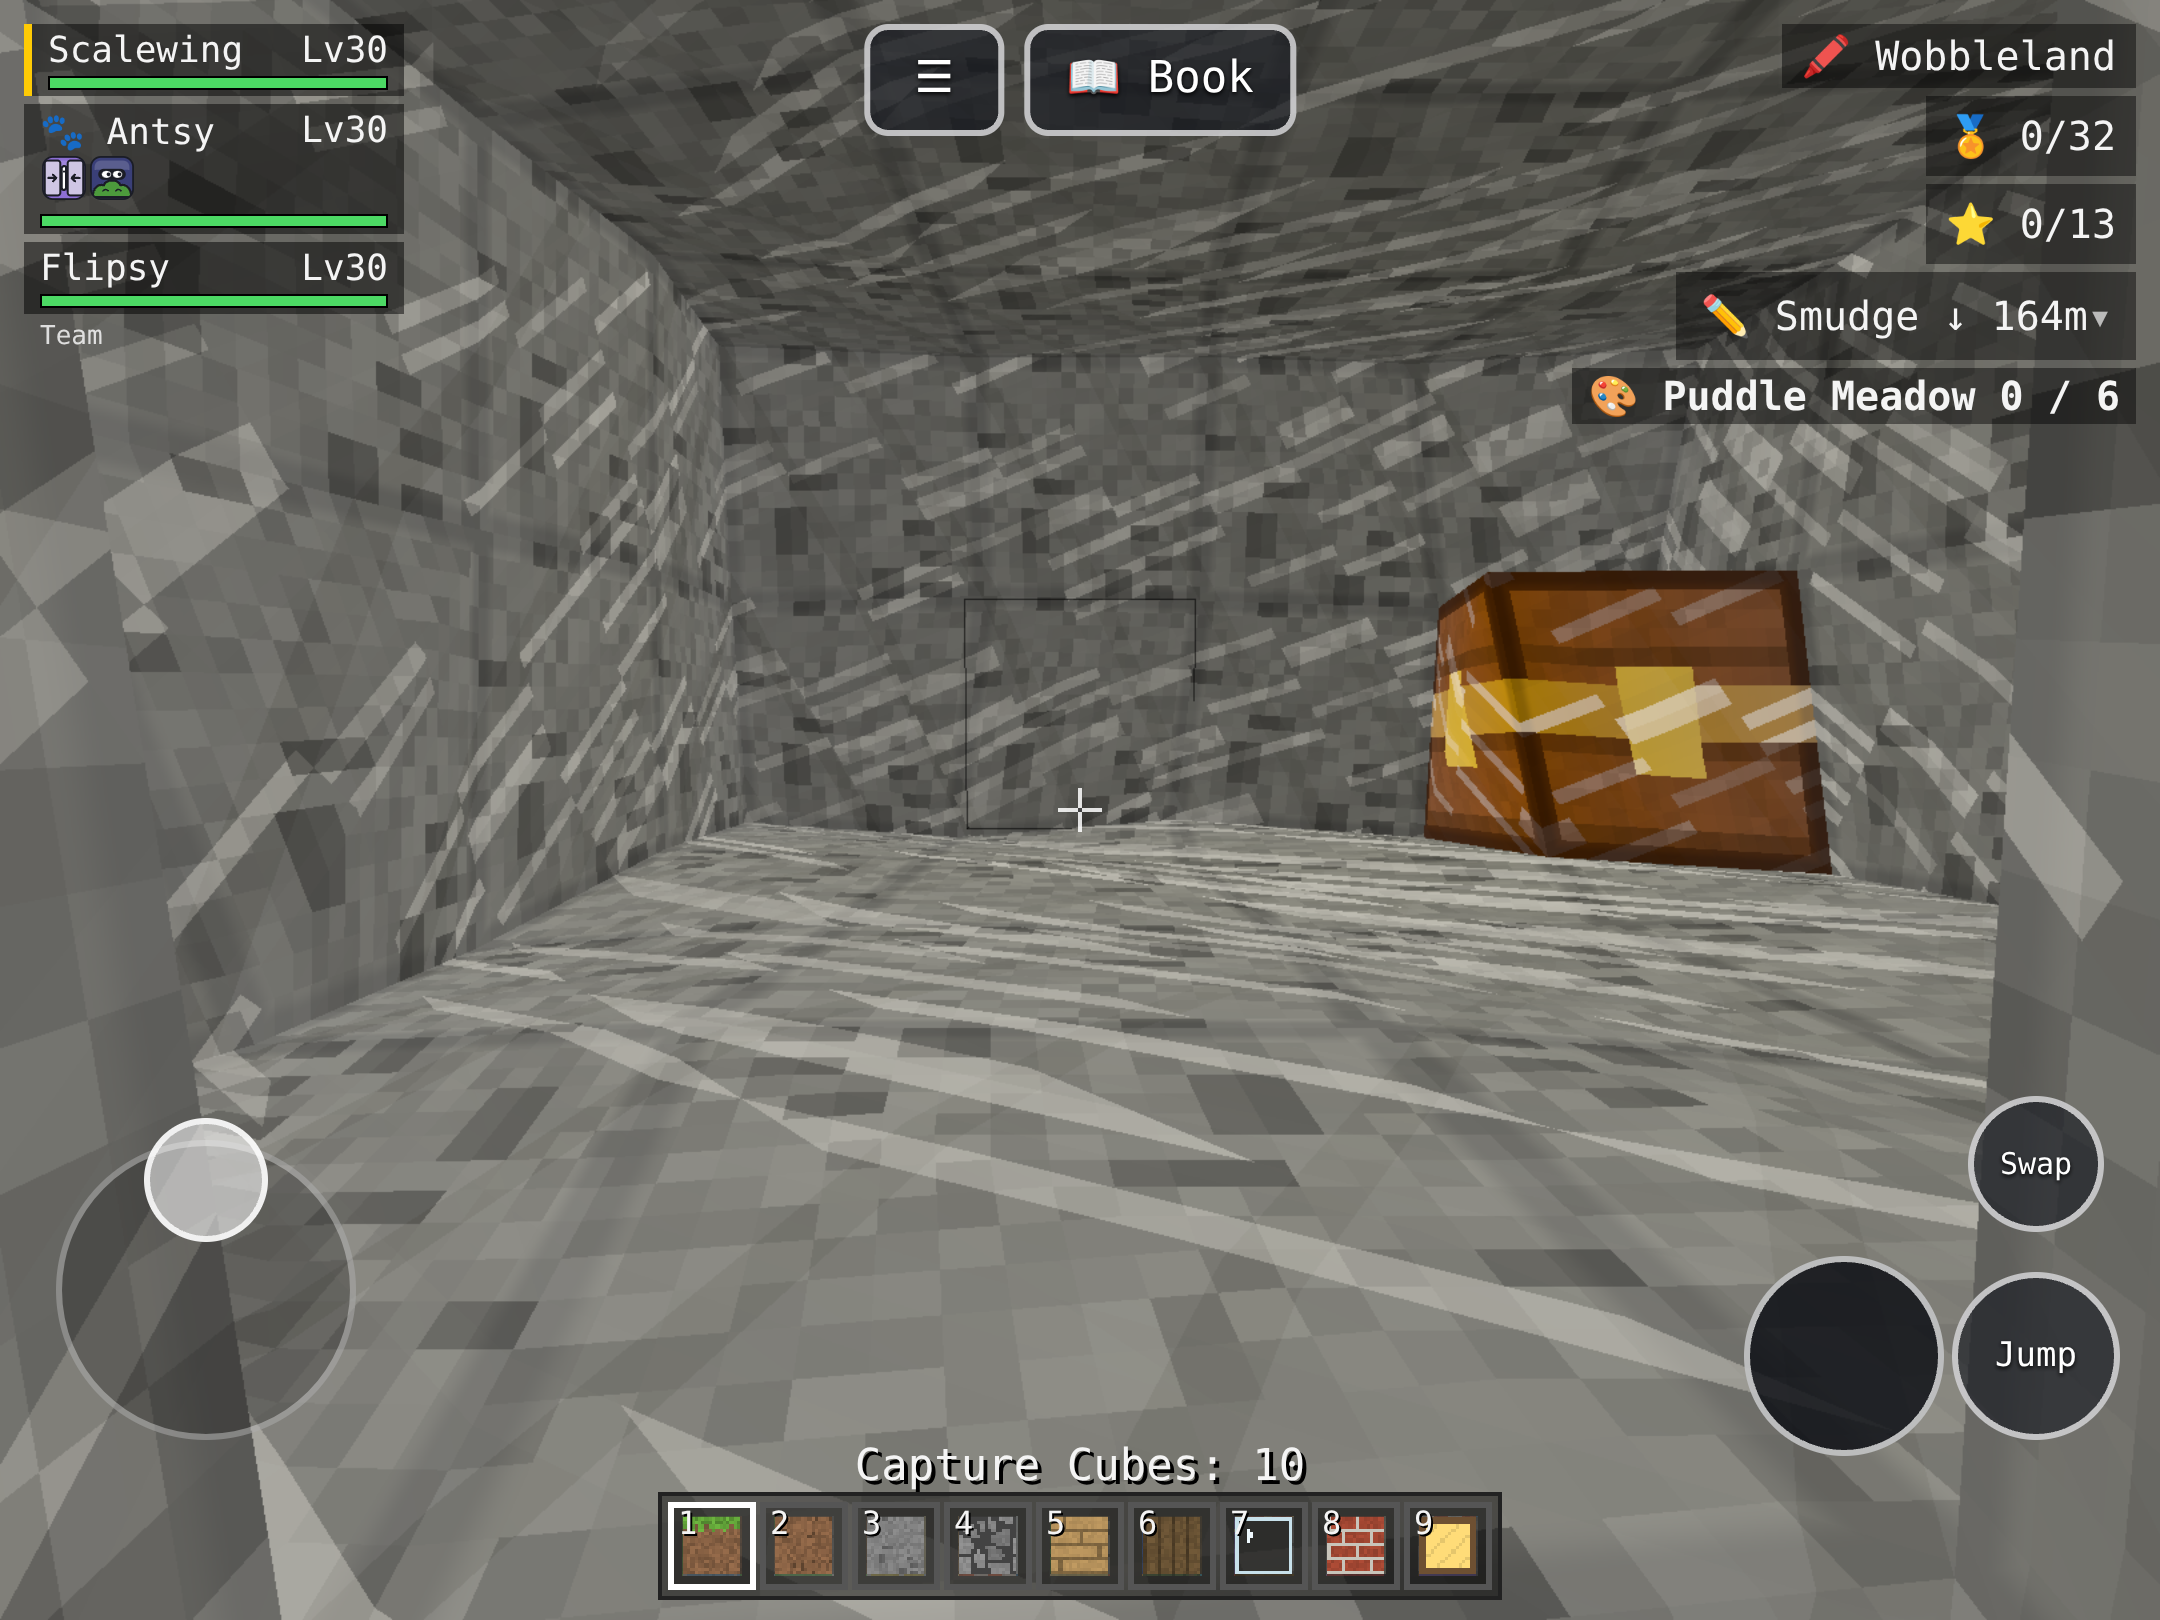 Scalewing Lv30
Antsy Lv30
Flipsy Lv30
Team
☰
Book
Wobbleland
0/32
0/13
Smudge ↓ 164m▾
Puddle Meadow 0 / 6
Swap
Jump
Capture Cubes: 10
1 2 3 4 5 6 7 8 9